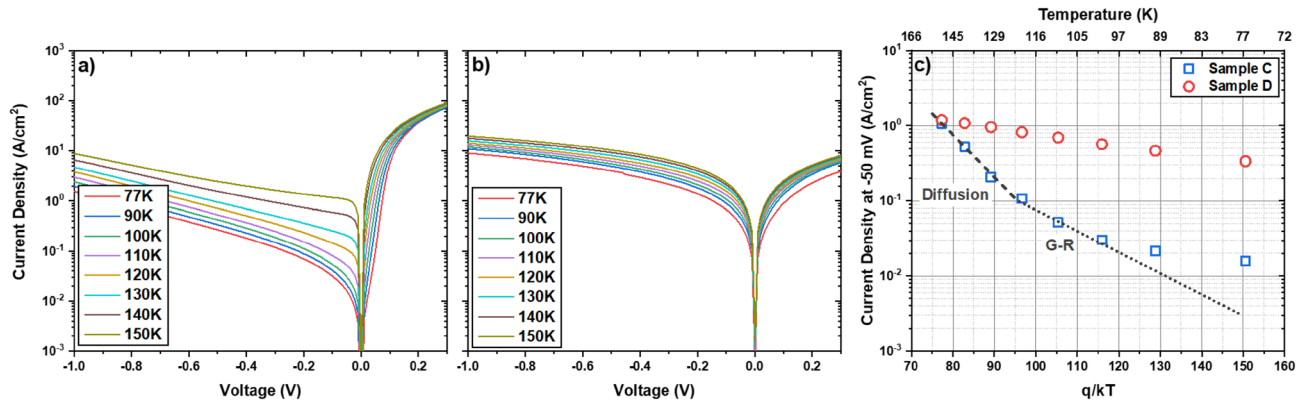 a)
10³
10²
10¹
10⁰
10⁻¹
10⁻²
10⁻³
Current Density (A/cm²)
77K
90K
100K
110K
120K
130K
140K
150K
-1.0 -0.8 -0.6 -0.4 -0.2 0.0 0.2
Voltage (V)
b)
77K
90K
100K
110K
120K
130K
140K
150K
-1.0 -0.8 -0.6 -0.4 -0.2 0.0 0.2
Voltage (V)
Temperature (K)
166 145 129 116 105 97 89 83 77 72
c)
Sample C
Sample D
10¹
10⁰
10⁻¹
10⁻²
10⁻³
Current Density at -50 mV (A/cm²)
Diffusion
G-R
70 80 90 100 110 120 130 140 150 160
q/kT